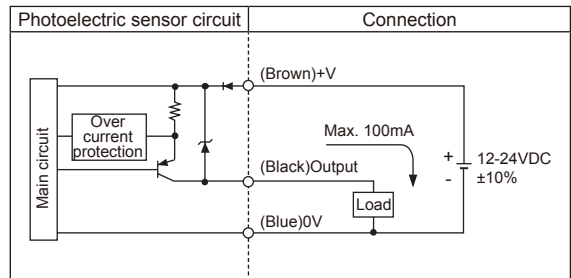 Photoelectric sensor circuit
Connection
(Brown)+V
Over
current
protection
Main circuit
Max. 100mA
+ 12-24VDC
- ±10%
(Black)Output
Load
(Blue)0V